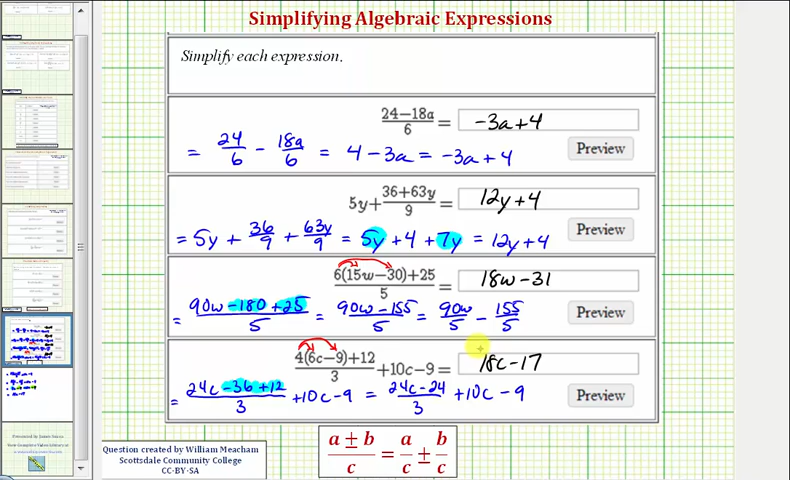 Simplifying Algebraic Expressions
Simplify each expression.
(24−18a)/6 = -3a+4
= 24/6 - 18a/6 = 4 - 3a = -3a + 4
Preview
5y+(36+63y)/9 = 12y+4
= 5y + 36/9 + 63y/9 = 5y + 4 + 7y = 12y + 4
Preview
(6(15w−30)+25)/5 = 18w-31
= (90w - 180 + 25)/5 = (90w - 155)/5 = 90w/5 - 155/5
Preview
(4(6c−9)+12)/3 +10c−9 = 18c-17
= (24c - 36 + 12)/3 + 10c - 9 = (24c - 24)/3 + 10c - 9
Preview
Question created by William Meacham
Scottsdale Community College
CC-BY-SA
(a ± b)/c = a/c ± b/c